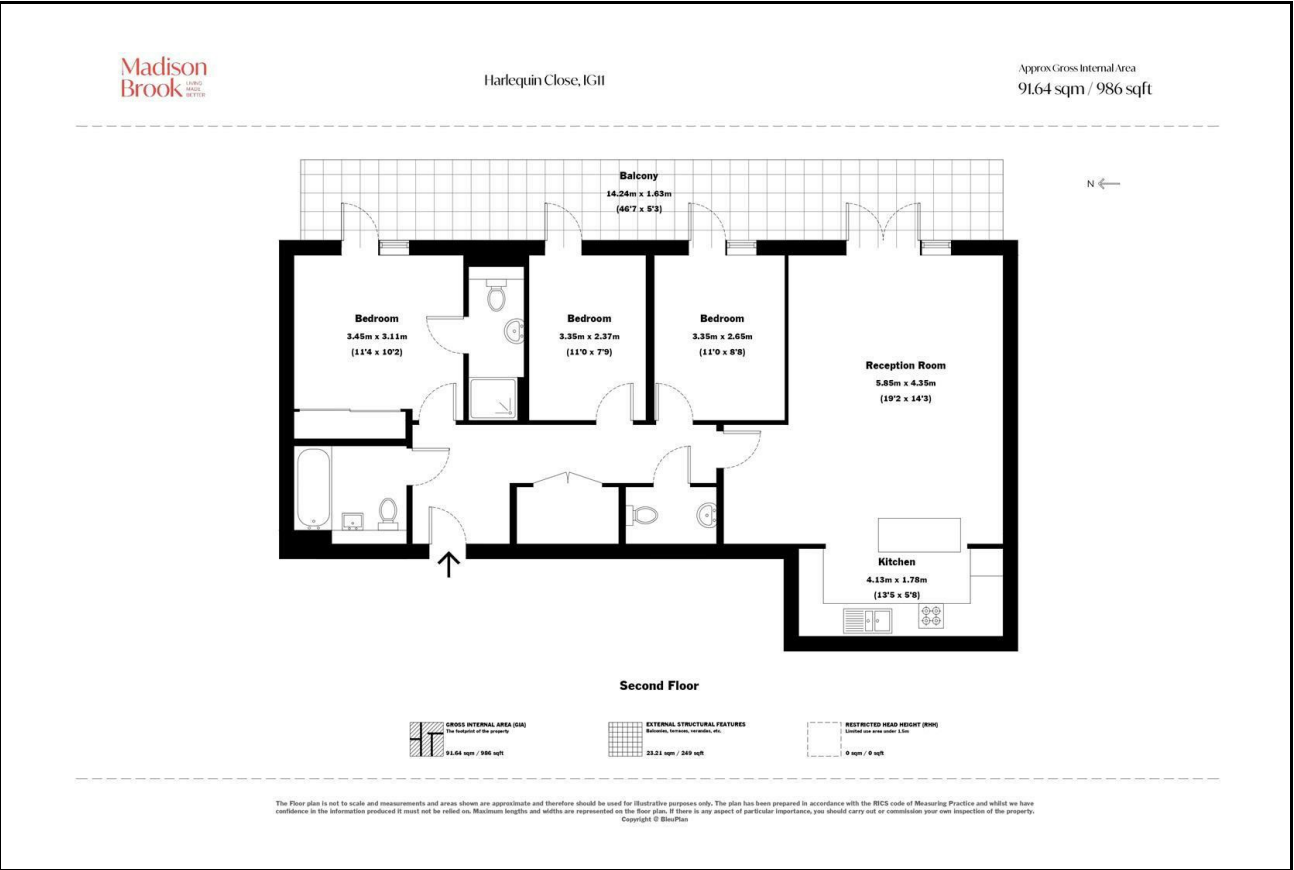 Madison
Brook LIVING MADE BETTER
Harlequin Close, IG11
Approx Gross Internal Area
91.64 sqm / 986 sqft
Balcony
14.24m x 1.63m
(46'7 x 5'3)
N
Bedroom
3.45m x 3.11m
(11'4 x 10'2)
Bedroom
3.35m x 2.37m
(11'0 x 7'9)
Bedroom
3.35m x 2.65m
(11'0 x 8'8)
Reception Room
5.85m x 4.35m
(19'2 x 14'3)
Kitchen
4.13m x 1.78m
(13'5 x 5'8)
Second Floor
GROSS INTERNAL AREA (GIA)
The footprint of the property
91.64 sqm / 986 sqft
EXTERNAL STRUCTURAL FEATURES
Balconies, terraces, verandas, etc.
23.21 sqm / 249 sqft
RESTRICTED HEAD HEIGHT (RHH)
Limited use area under 1.5m
0 sqm / 0 sqft
The Floor plan is not to scale and measurements and areas shown are approximate and therefore should be used for illustrative purposes only. The plan has been prepared in accordance with the RICS code of Measuring Practice and whilst we have
confidence in the information produced it must not be relied on. Maximum lengths and widths are represented on the floor plan. If there is any aspect of particular importance, you should carry out or commission your own inspection of the property.
Copyright @ BleuPlan